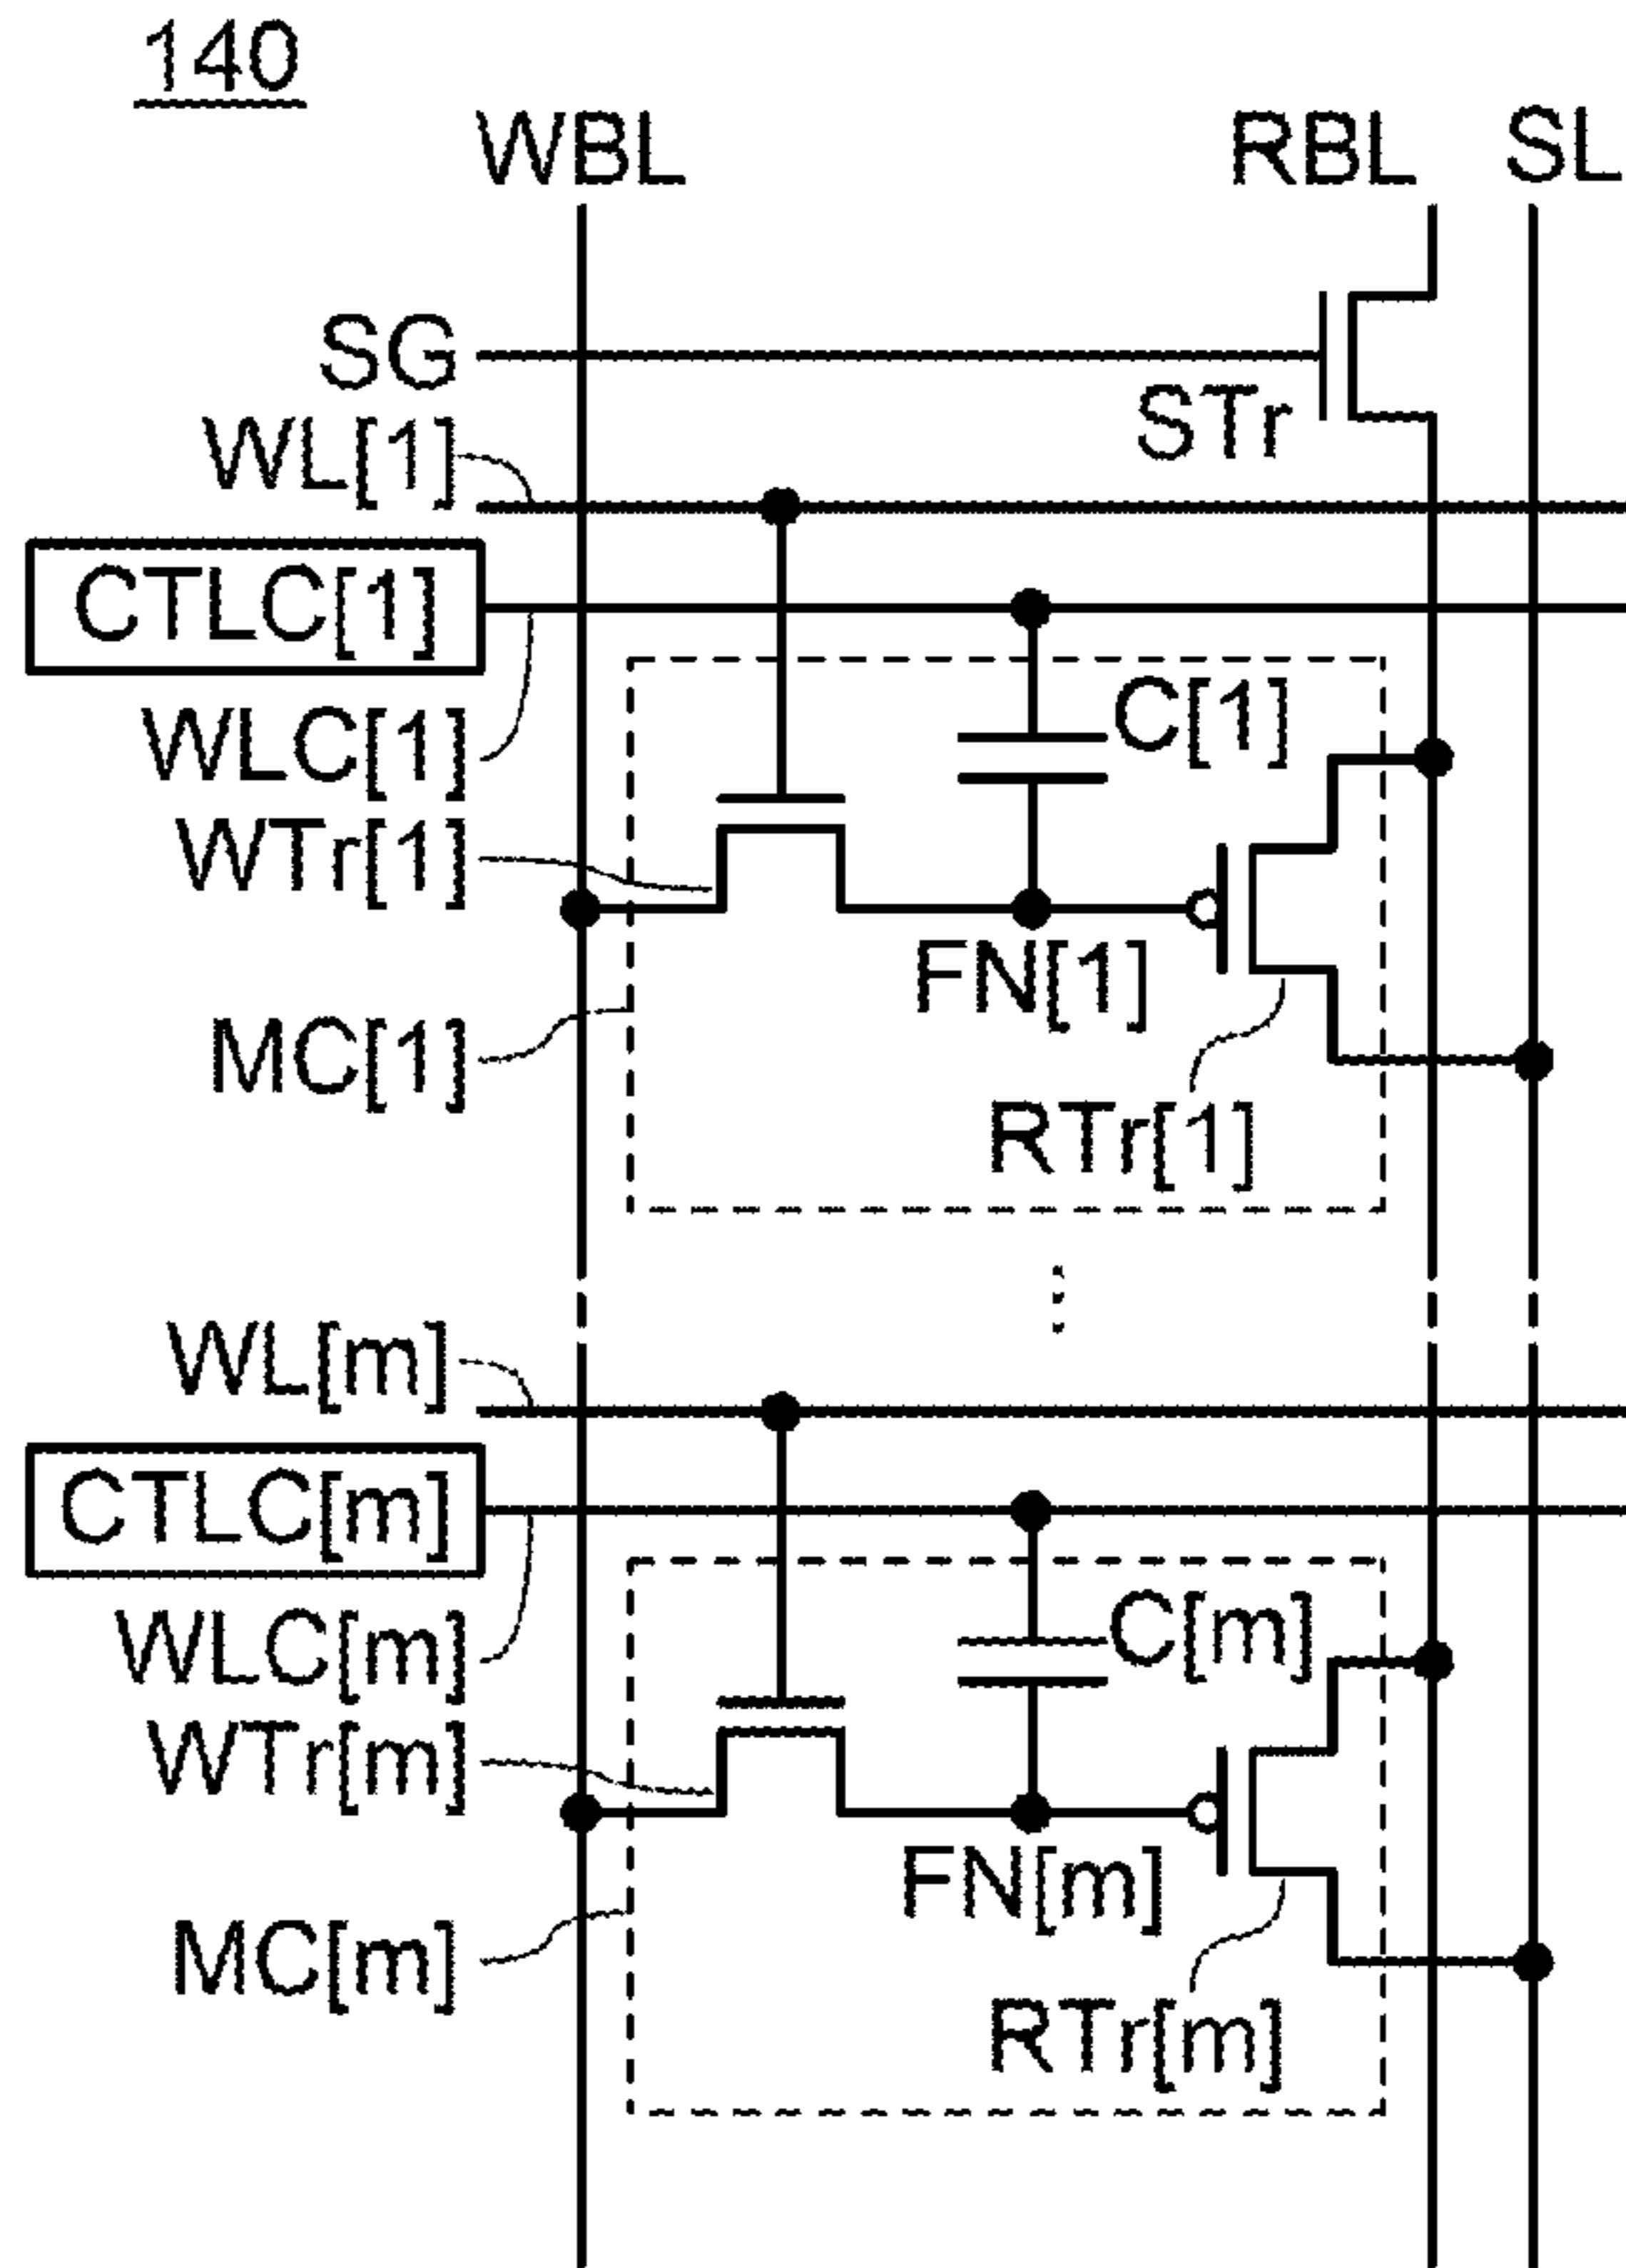 140
WBL RBL SL
SG
STr
WL[1]
CTLC[1]
WLC[1]
C[1]
WTr[1]
FN[1]
MC[1]
RTr[1]
WL[m]
CTLC[m]
WLC[m]
C[m]
WTr[m]
FN[m]
MC[m]
RTr[m]